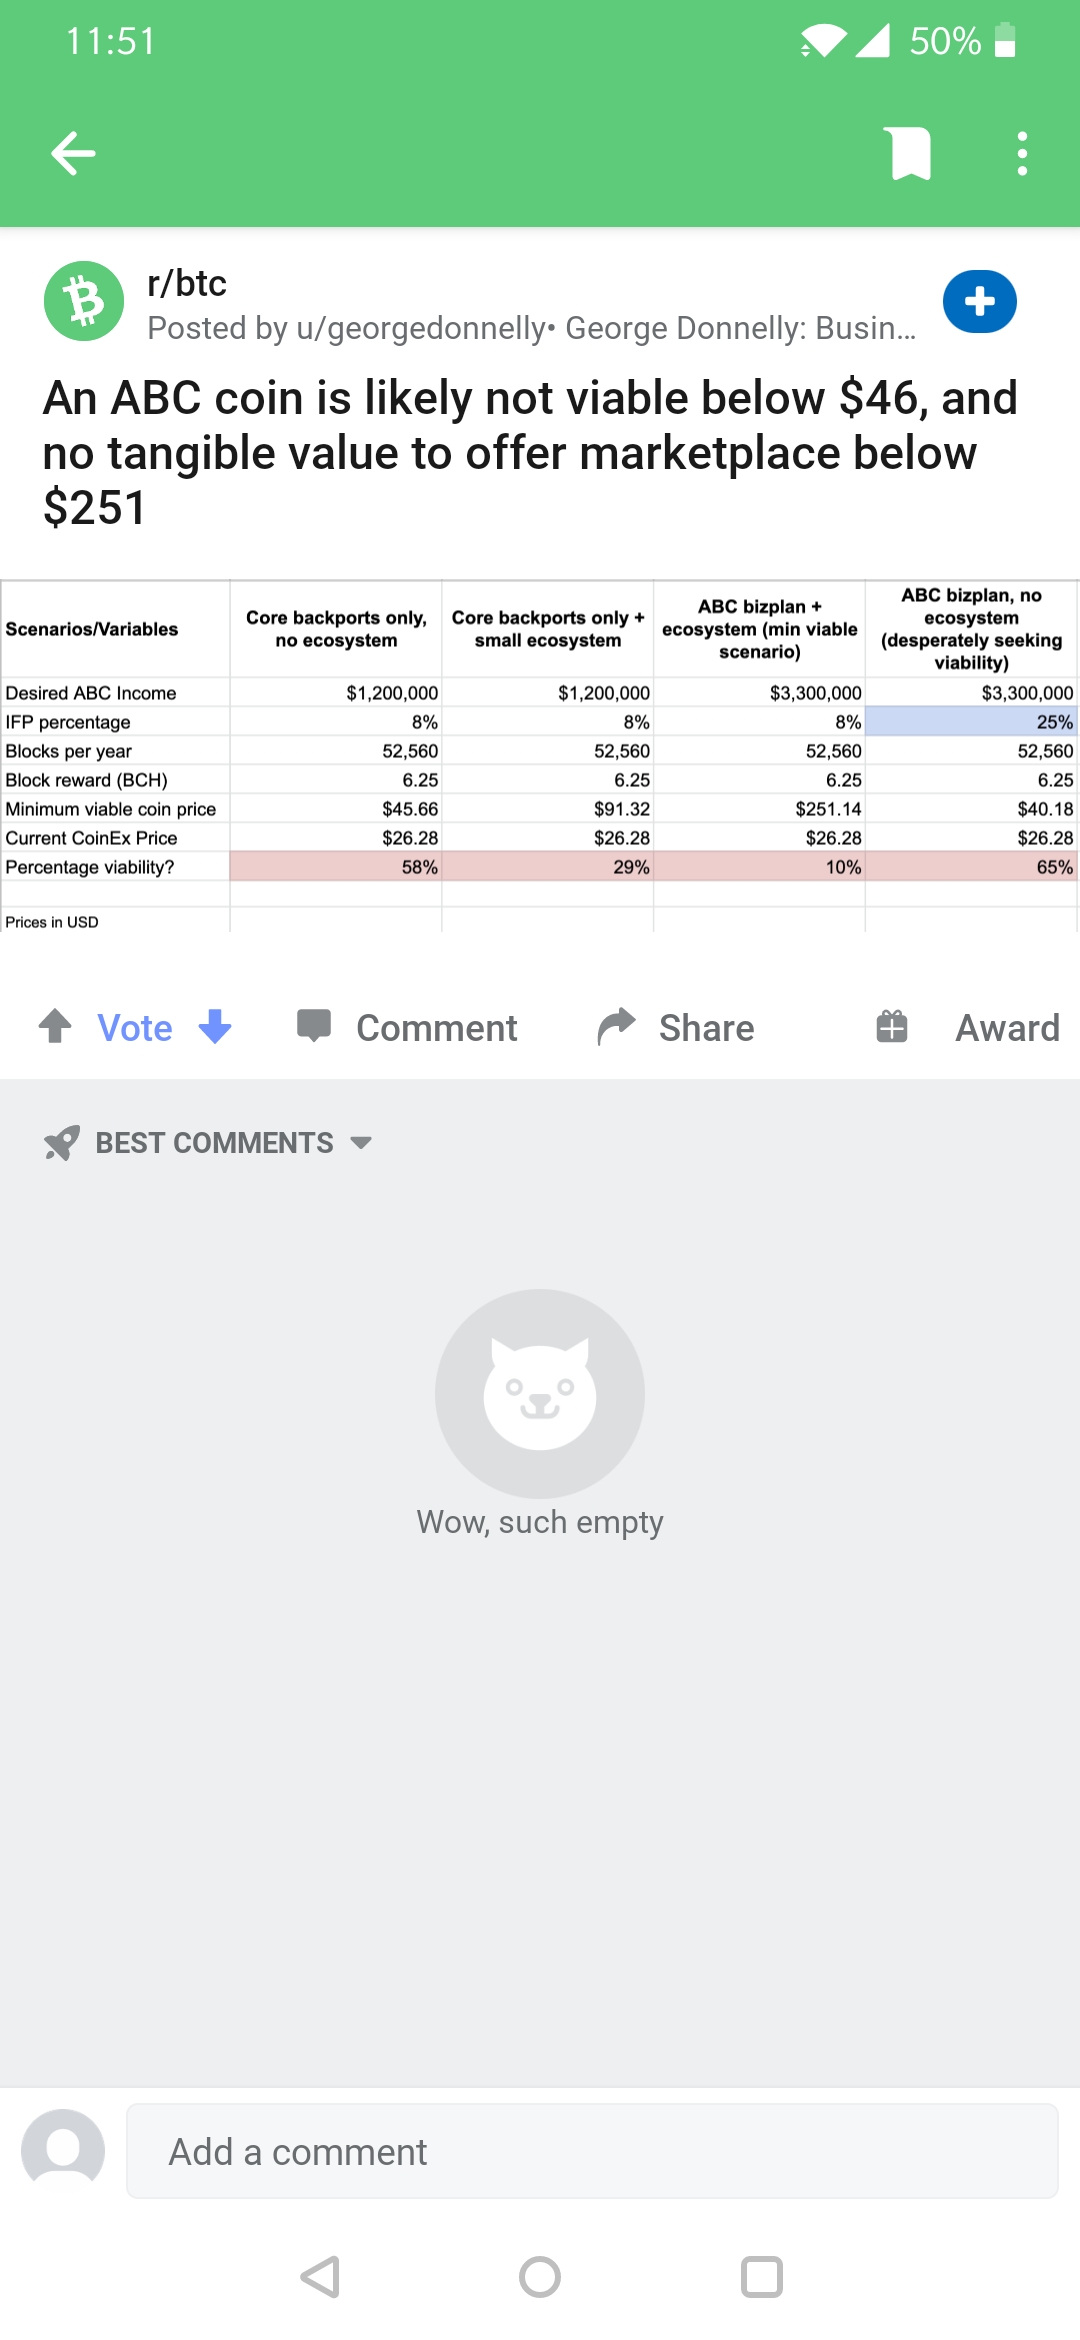 11:51
50%
r/btc
Posted by u/georgedonnelly• George Donnelly: Busin...
An ABC coin is likely not viable below $46, and
no tangible value to offer marketplace below
$251
Scenarios/Variables
Core backports only,
no ecosystem
Core backports only +
small ecosystem
ABC bizplan +
ecosystem (min viable
scenario)
ABC bizplan, no
ecosystem
(desperately seeking
viability)
Desired ABC Income $1,200,000 $1,200,000 $3,300,000 $3,300,000
IFP percentage 8% 8% 8% 25%
Blocks per year 52,560 52,560 52,560 52,560
Block reward (BCH) 6.25 6.25 6.25 6.25
Minimum viable coin price $45.66 $91.32 $251.14 $40.18
Current CoinEx Price $26.28 $26.28 $26.28 $26.28
Percentage viability? 58% 29% 10% 65%
Prices in USD
Vote Comment Share Award
BEST COMMENTS
Wow, such empty
Add a comment